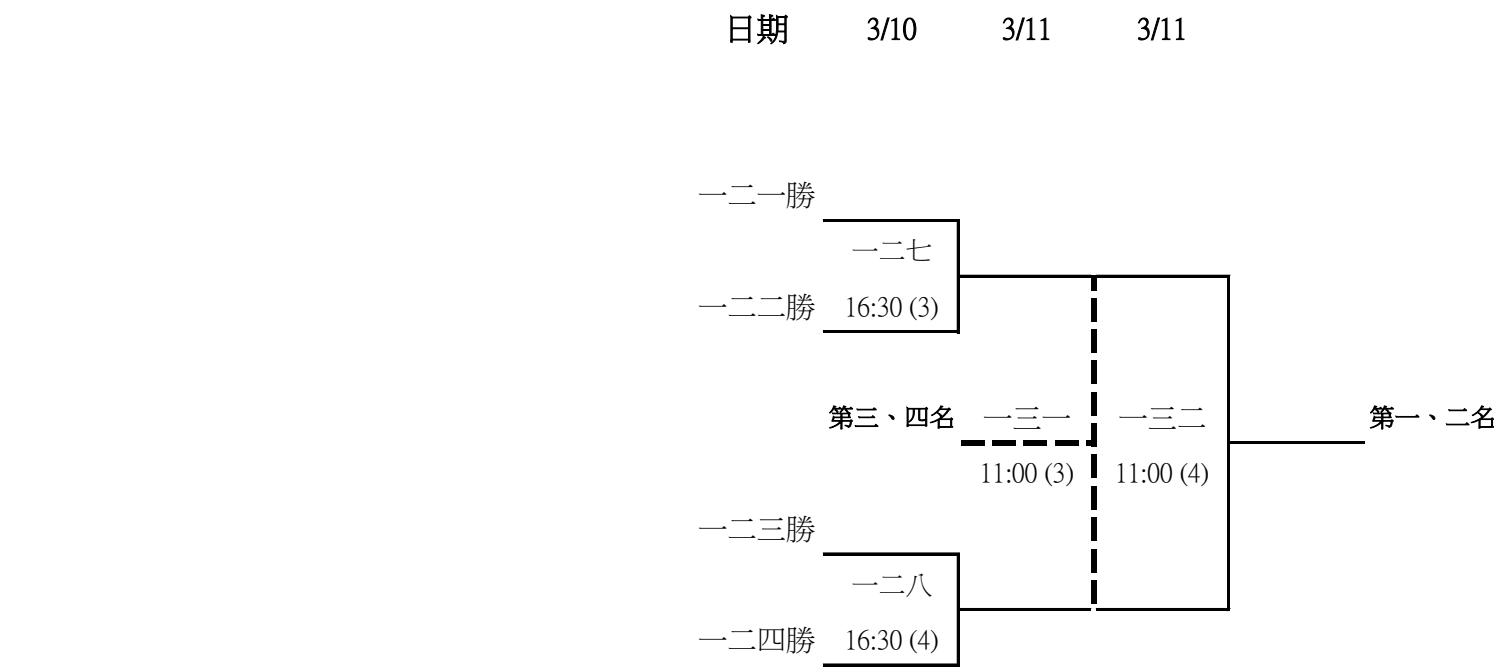 日期 3/10 3/11 3/11
一二一勝
一二七
一二二勝 16:30 (3)
第三、四名 一三一 一三二 第一、二名
11:00 (3) 11:00 (4)
一二三勝
一二八
一二四勝 16:30 (4)